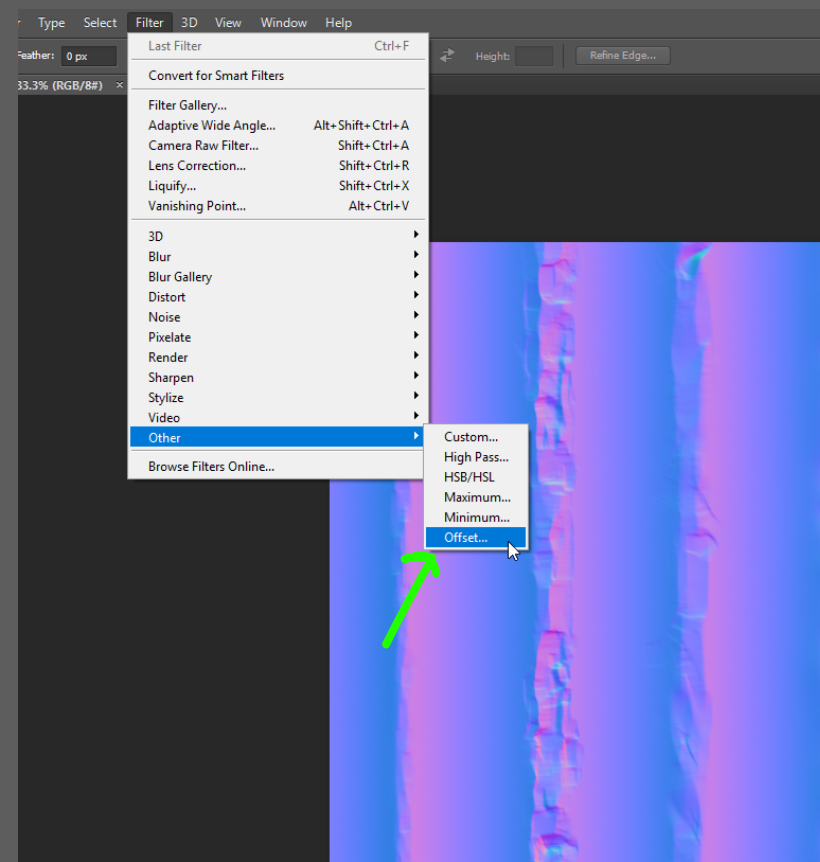 Type Select Filter 3D View Window Help
Feather: 0 px Height: Refine Edge...
33.3% (RGB/8#) ×
Last Filter Ctrl+F
Convert for Smart Filters
Filter Gallery...
Adaptive Wide Angle... Alt+Shift+Ctrl+A
Camera Raw Filter... Shift+Ctrl+A
Lens Correction... Shift+Ctrl+R
Liquify... Shift+Ctrl+X
Vanishing Point... Alt+Ctrl+V
3D
Blur
Blur Gallery
Distort
Noise
Pixelate
Render
Sharpen
Stylize
Video
Other
Browse Filters Online...
Custom...
High Pass...
HSB/HSL
Maximum...
Minimum...
Offset...